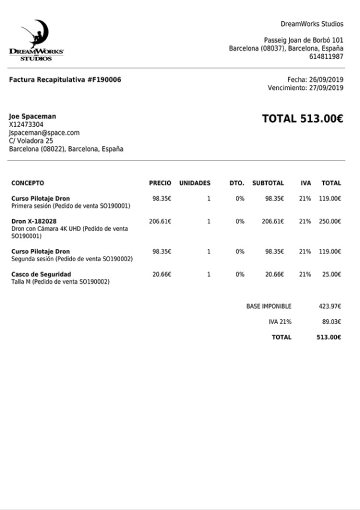 DREAMWORKS
STUDIOS
DreamWorks Studios
Passeig Joan de Borbó 101
Barcelona (08037), Barcelona, España
614811987
Factura Recapitulativa #F190006
Fecha: 26/09/2019
Vencimiento: 27/09/2019
Joe Spaceman
X12473304
jspaceman@space.com
C/ Voladora 25
Barcelona (08022), Barcelona, España
TOTAL 513.00€
CONCEPTO PRECIO UNIDADES DTO. SUBTOTAL IVA TOTAL
Curso Pilotaje Dron 98.35€ 1 0% 98.35€ 21% 119.00€
Primera sesión (Pedido de venta SO190001)
Dron X-182028 206.61€ 1 0% 206.61€ 21% 250.00€
Dron con Cámara 4K UHD (Pedido de venta
SO190001)
Curso Pilotaje Dron 98.35€ 1 0% 98.35€ 21% 119.00€
Segunda sesión (Pedido de venta SO190002)
Casco de Seguridad 20.66€ 1 0% 20.66€ 21% 25.00€
Talla M (Pedido de venta SO190002)
BASE IMPONIBLE 423.97€
IVA 21% 89.03€
TOTAL 513.00€